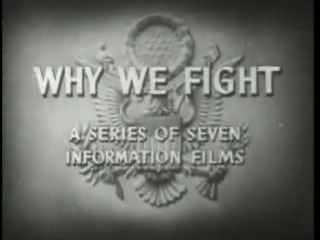 WHY WE FIGHT
A SERIES OF SEVEN
INFORMATION FILMS